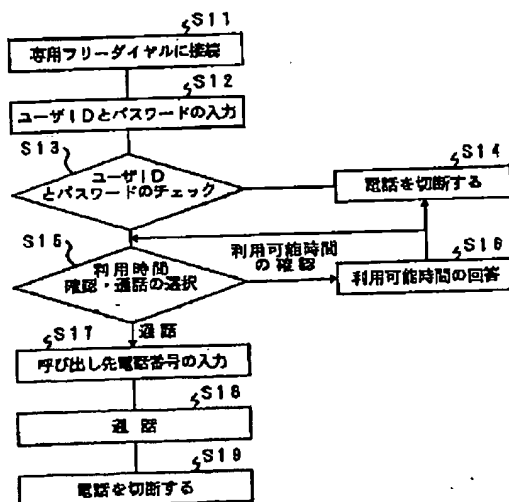 S11
専用フリーダイヤルに接続
S12
ユーザIDとパスワードの入力
S13
ユーザID
とパスワードのチェック
S14
電話を切断する
S15
利用時間
確認・通話の選択
利用可能時間
の確認
S16
利用可能時間の回答
S17
通話
呼び出し先電話番号の入力
S18
通話
S19
電話を切断する